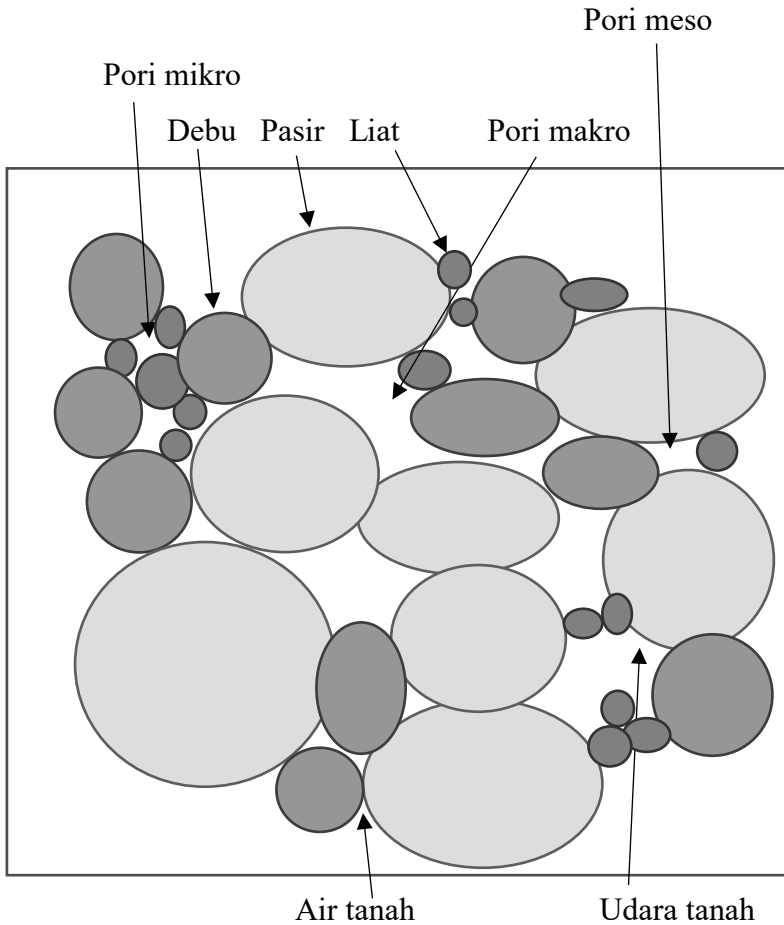 Pori meso
Pori mikro
Debu
Pasir
Liat
Pori makro
Air tanah
Udara tanah